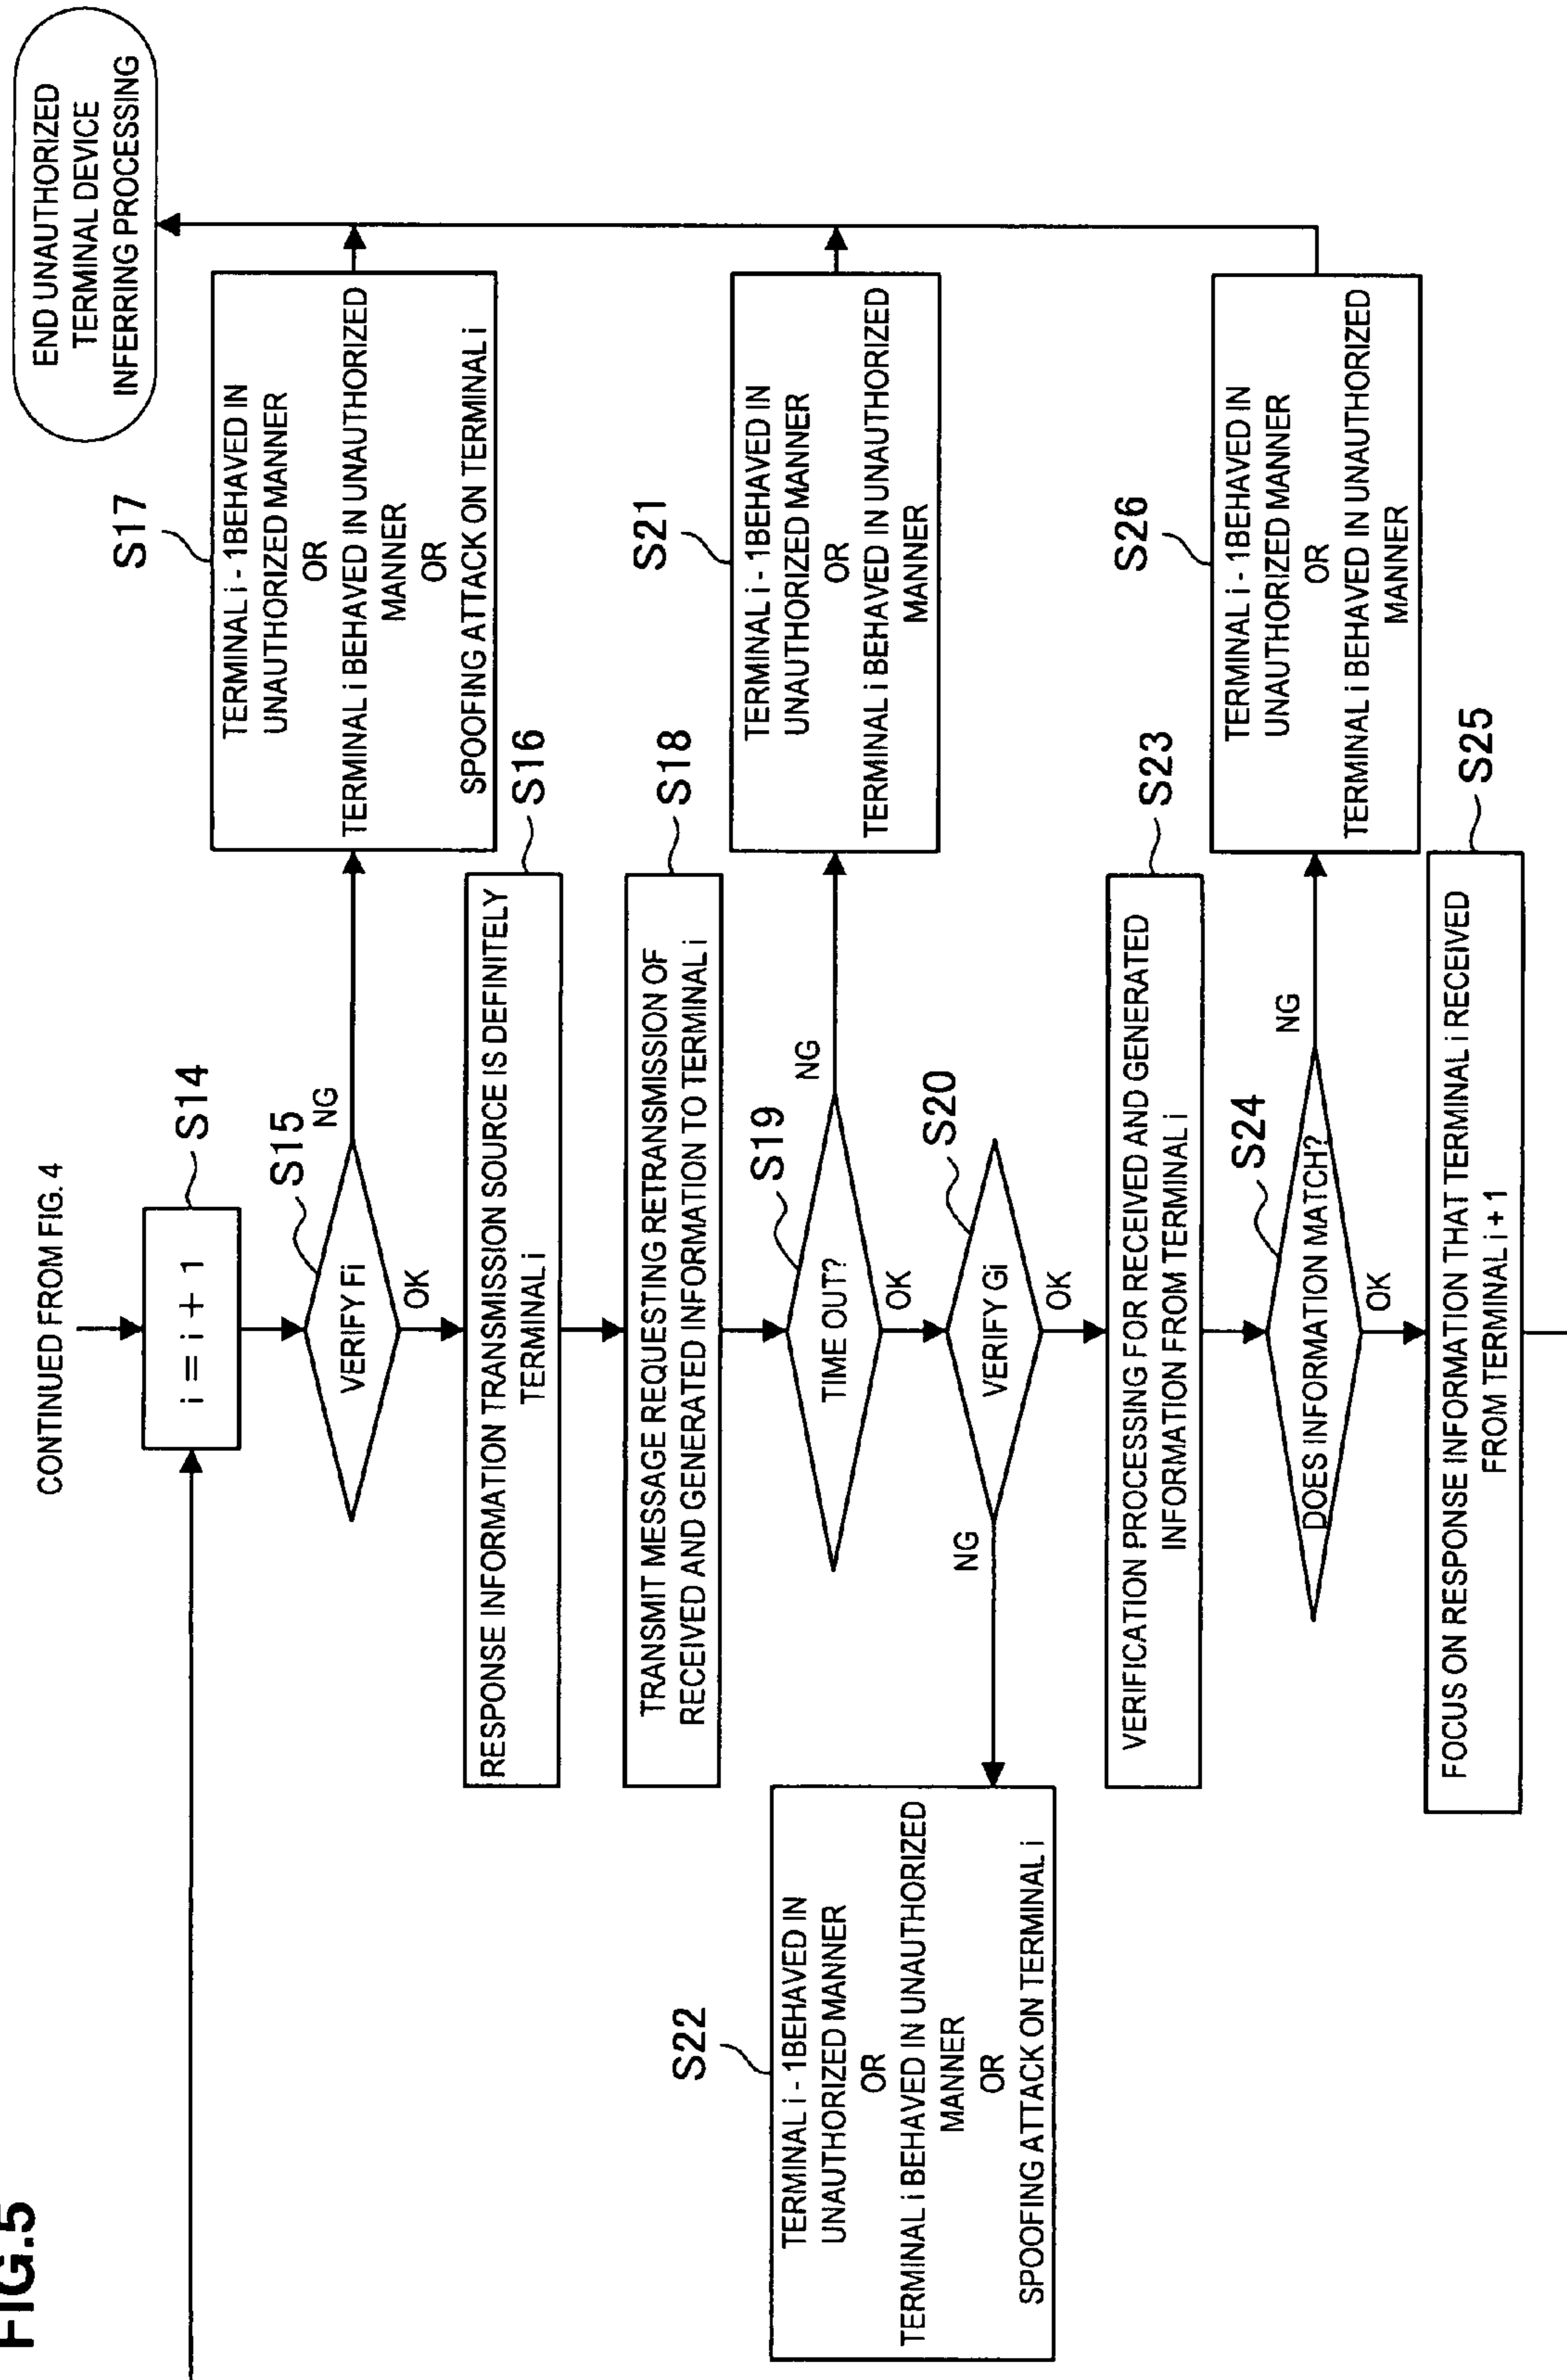 FIG.5
CONTINUED FROM FIG. 4
END UNAUTHORIZED
TERMINAL DEVICE
INFERRING PROCESSING
S14
i = i + 1
S15
VERIFY Fi
NG
OK
S17
TERMINAL i - 1BEHAVED IN
UNAUTHORIZED MANNER
OR
TERMINAL i BEHAVED IN UNAUTHORIZED
MANNER
OR
SPOOFING ATTACK ON TERMINAL i
S16
RESPONSE INFORMATION TRANSMISSION SOURCE IS DEFINITELY
TERMINAL i
S18
TRANSMIT MESSAGE REQUESTING RETRANSMISSION OF
RECEIVED AND GENERATED INFORMATION TO TERMINAL i
S19
TIME OUT?
NG
OK
S21
TERMINAL i - 1BEHAVED IN
UNAUTHORIZED MANNER
OR
TERMINAL i BEHAVED IN UNAUTHORIZED
MANNER
S20
VERIFY Gi
NG
OK
S22
TERMINAL i - 1BEHAVED IN
UNAUTHORIZED MANNER
OR
TERMINAL i BEHAVED IN UNAUTHORIZED
MANNER
OR
SPOOFING ATTACK ON TERMINAL i
S23
VERIFICATION PROCESSING FOR RECEIVED AND GENERATED
INFORMATION FROM TERMINAL i
S24
DOES INFORMATION MATCH?
NG
OK
S26
TERMINAL i - 1BEHAVED IN
UNAUTHORIZED MANNER
OR
TERMINAL i BEHAVED IN UNAUTHORIZED
MANNER
S25
FOCUS ON RESPONSE INFORMATION THAT TERMINAL i RECEIVED
FROM TERMINAL i + 1